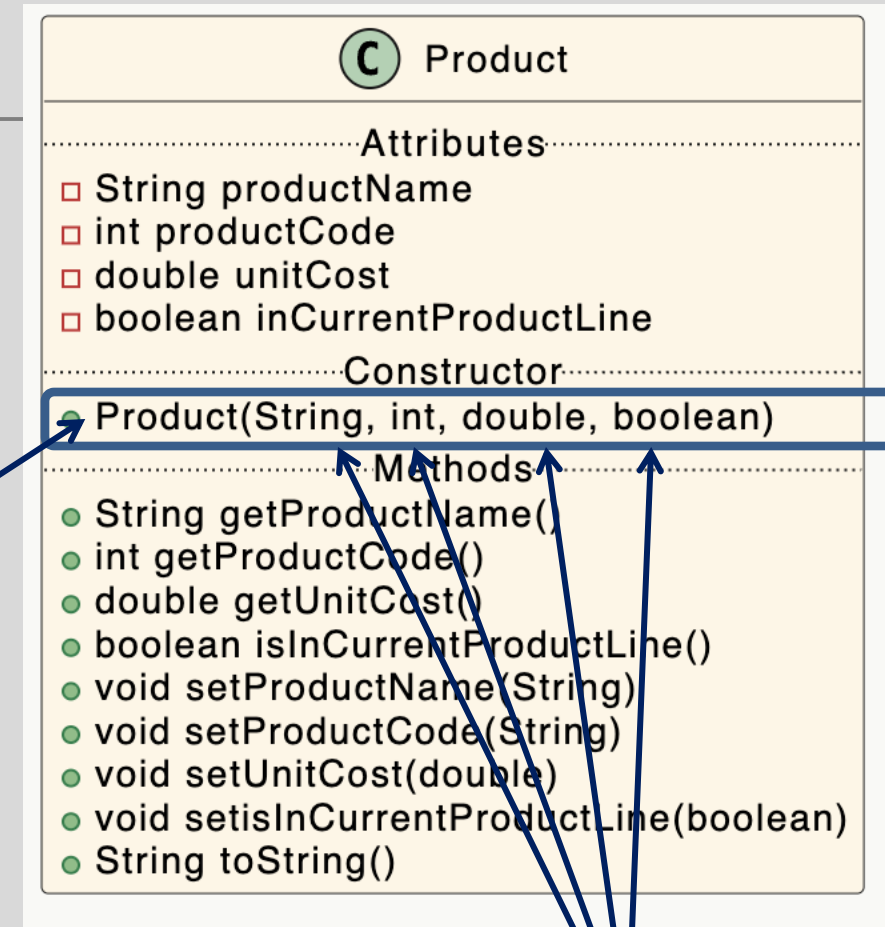 C Product
Attributes
String productName
int productCode
double unitCost
boolean inCurrentProductLine
Constructor
Product(String, int, double, boolean)
Methods
String getProductName()
int getProductCode()
double getUnitCost()
boolean isInCurrentProductLine()
void setProductName(String)
void setProductCode(String)
void setUnitCost(double)
void setisInCurrentProductLine(boolean)
String toString()